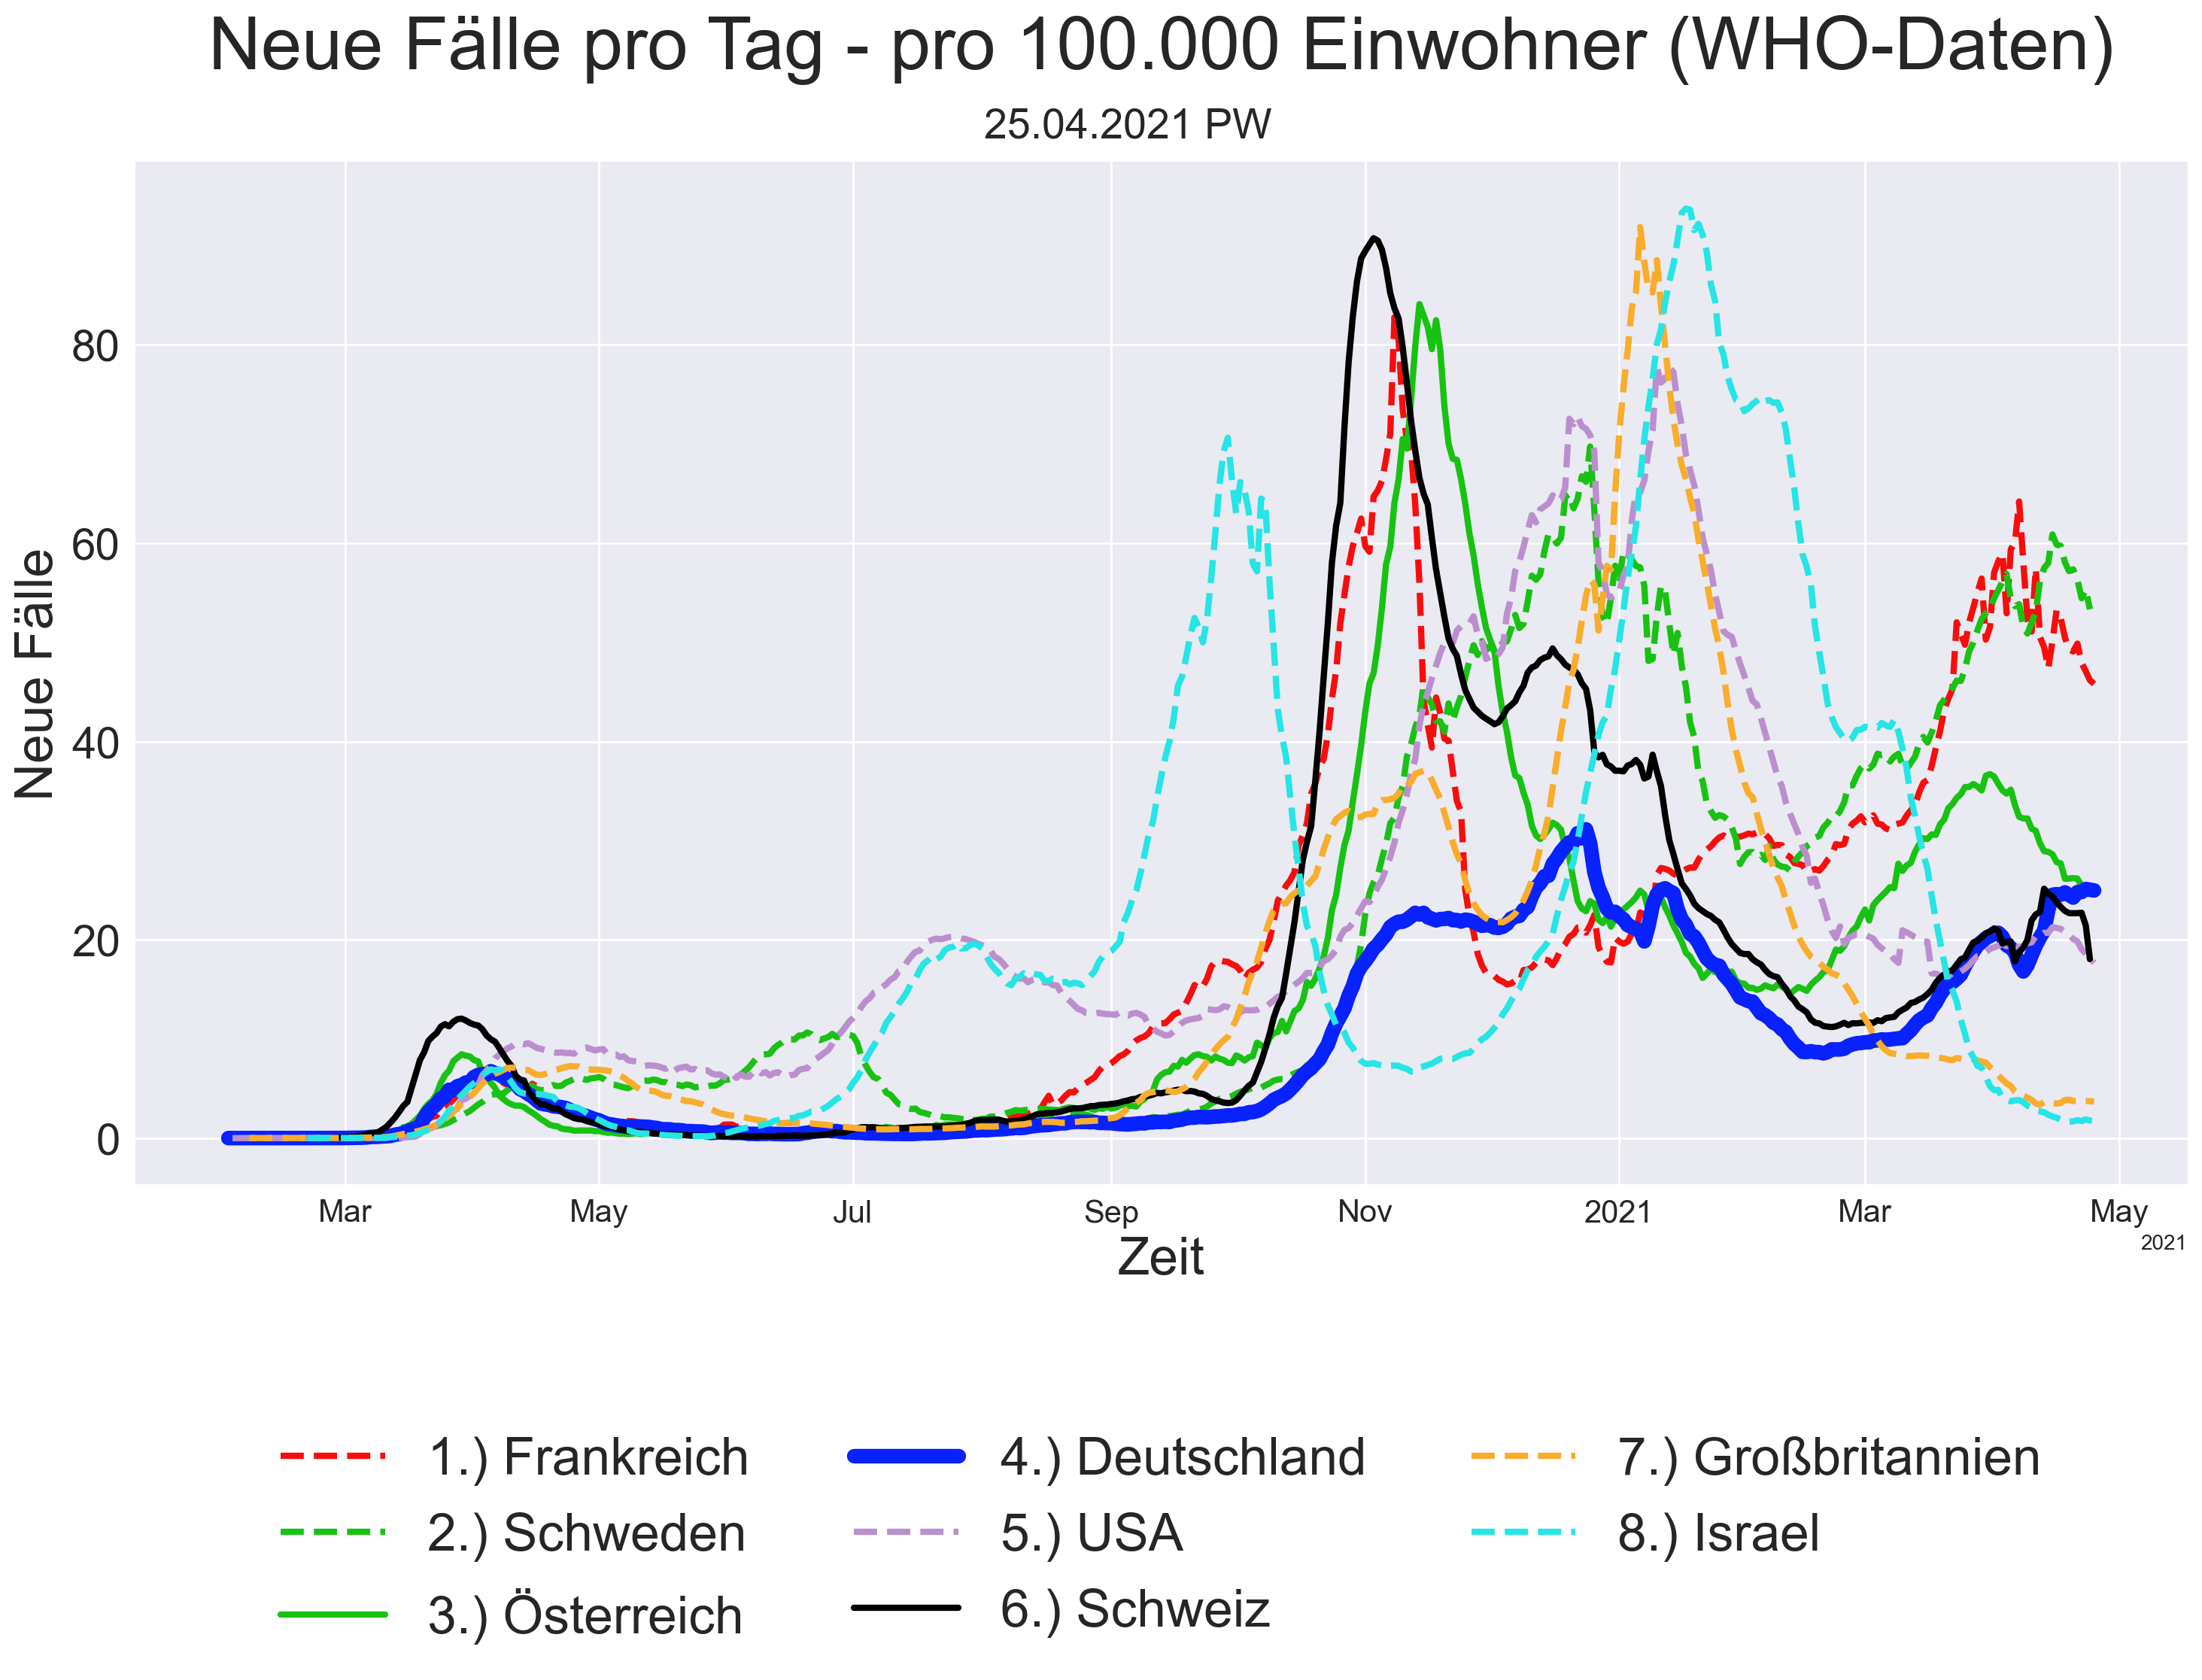 Neue Fälle pro Tag - pro 100.000 Einwohner (WHO-Daten)
25.04.2021 PW
Neue Fälle
80
60
40
20
0
Mar May Jul Sep Nov 2021 Mar May
2021
Zeit
1.) Frankreich
2.) Schweden
3.) Österreich
4.) Deutschland
5.) USA
6.) Schweiz
7.) Großbritannien
8.) Israel